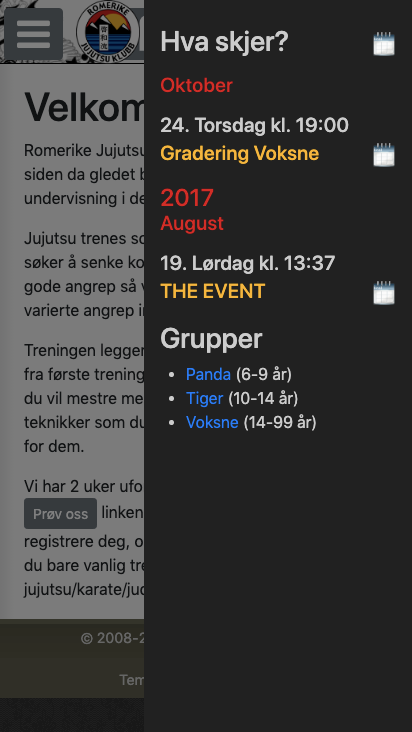 ROMERIKE
JUJUTSU KLUBB
Hva skjer?
Oktober
24. Torsdag kl. 19:00
Gradering Voksne
2017
August
19. Lørdag kl. 13:37
THE EVENT
Grupper
Panda (6-9 år)
Tiger (10-14 år)
Voksne (14-99 år)
Velkom
Romerike Jujutsu
siden da gledet b
undervisning i de
Jujutsu trenes so
søker å senke ko
gode angrep så v
varierte angrep i
Treningen legger
fra første trening
du vil mestre me
teknikker som du
for dem.
Vi har 2 uker ufo
Prøv oss linken
registrere deg, o
du bare vanlig tre
jujutsu/karate/jud
© 2008-2
Tem